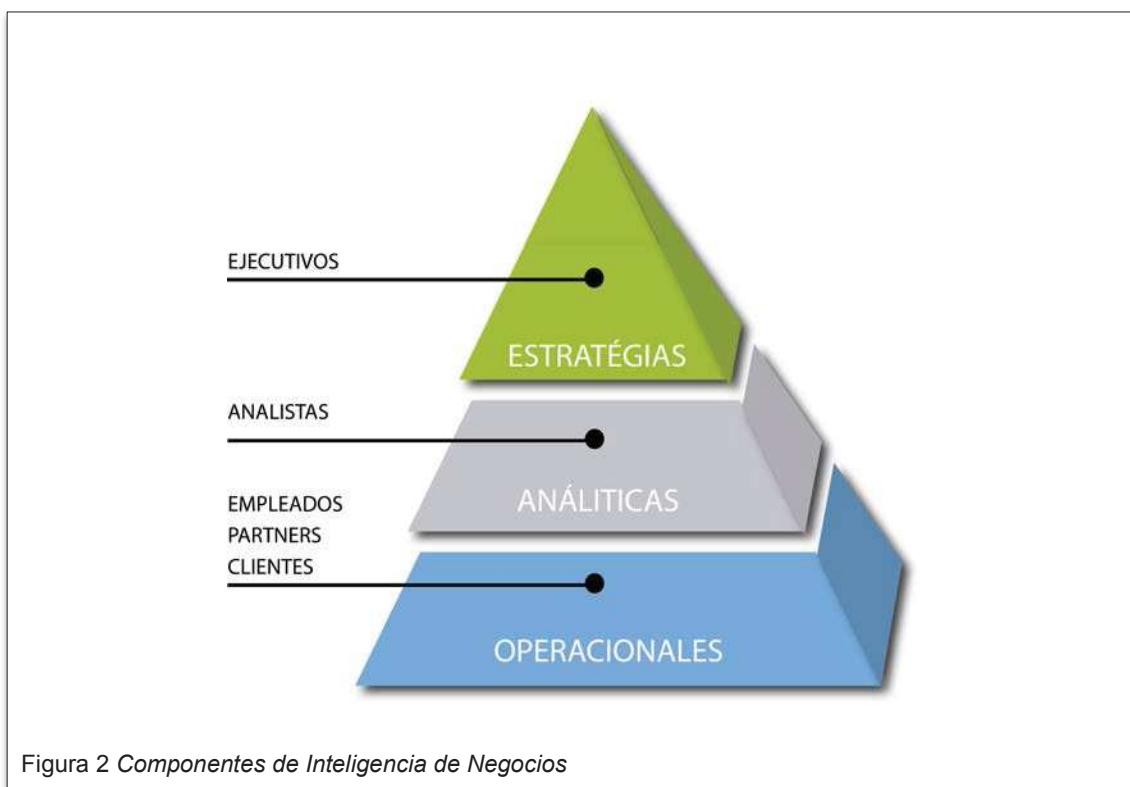 EJECUTIVOS
ESTRATÉGIAS
ANALISTAS
ANÁLITICAS
EMPLEADOS
PARTNERS
CLIENTES
OPERACIONALES
Figura 2 Componentes de Inteligencia de Negocios